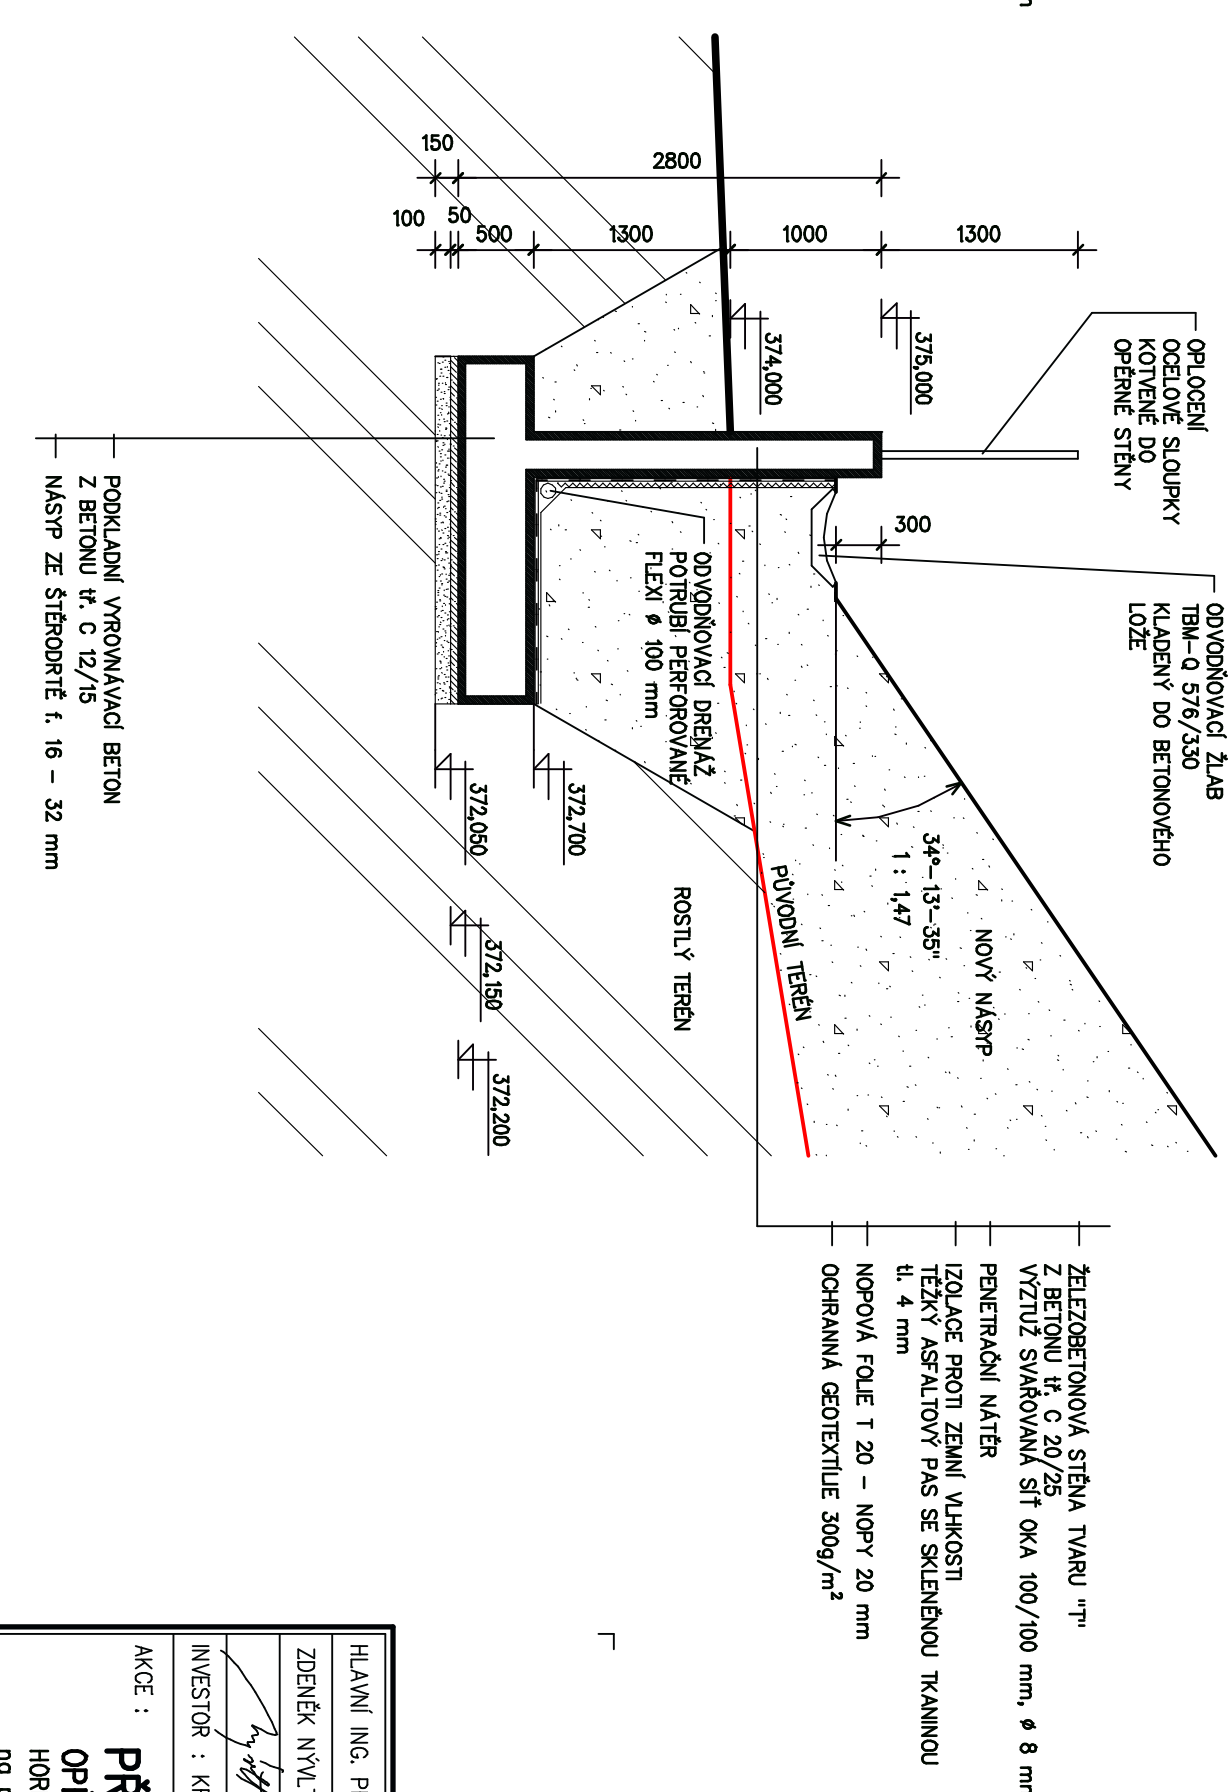 OPLOCENÍ
OCELOVÉ SLOUPKY
KOTVENÉ DO
OPĚRNÉ STĚNY
ODVODŇOVACÍ ŽLAB
TBM-Q 576/330
KLADENÝ DO BETONOVÉHO
LOŽE
1300
1000
1300
500
50
100
2800
150
375,000
374,000
300
34°-13'-35"
1 : 1,47
NOVÝ NÁSYP
PŮVODNÍ TERÉN
ROSTLÝ TERÉN
ODVODŇOVACÍ DRENÁŽ
POTRUBÍ PERFOROVANÉ
FLEXI ø 100 mm
372,700
372,050
372,150
372,200
ŽELEZOBETONOVÁ STĚNA TVARU "T"
Z BETONU tř. C 20/25
VÝZTUŽ SVAŘOVANÁ SÍŤ OKA 100/100 mm, ø 8 mm
PENETRAČNÍ NÁTĚR
IZOLACE PROTI ZEMNÍ VLHKOSTI
TĚŽKÝ ASFALTOVÝ PAS SE SKLENĚNOU TKANINOU
tl. 4 mm
NOPOVÁ FOLIE T 20 - NOPY 20 mm
OCHRANNÁ GEOTEXTÍLIE 300g/m²
PODKLADNÍ VYROVNÁVACÍ BETON
Z BETONU tř. C 12/15
NÁSYP ZE ŠTĚRODRTĚ f. 16 - 32 mm
HLAVNÍ ING.
ZDENĚK NÝVLT
INVESTOR :
AKCE :